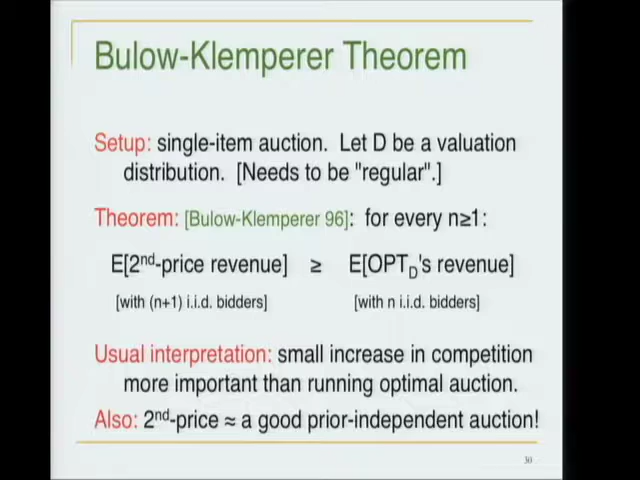 Bulow-Klemperer Theorem
Setup: single-item auction. Let D be a valuation
distribution. [Needs to be "regular".]
Theorem: [Bulow-Klemperer 96]: for every n≥1:
E[2nd-price revenue] ≥ E[OPTD's revenue]
[with (n+1) i.i.d. bidders] [with n i.i.d. bidders]
Usual interpretation: small increase in competition
more important than running optimal auction.
Also: 2nd-price ≈ a good prior-independent auction!
30